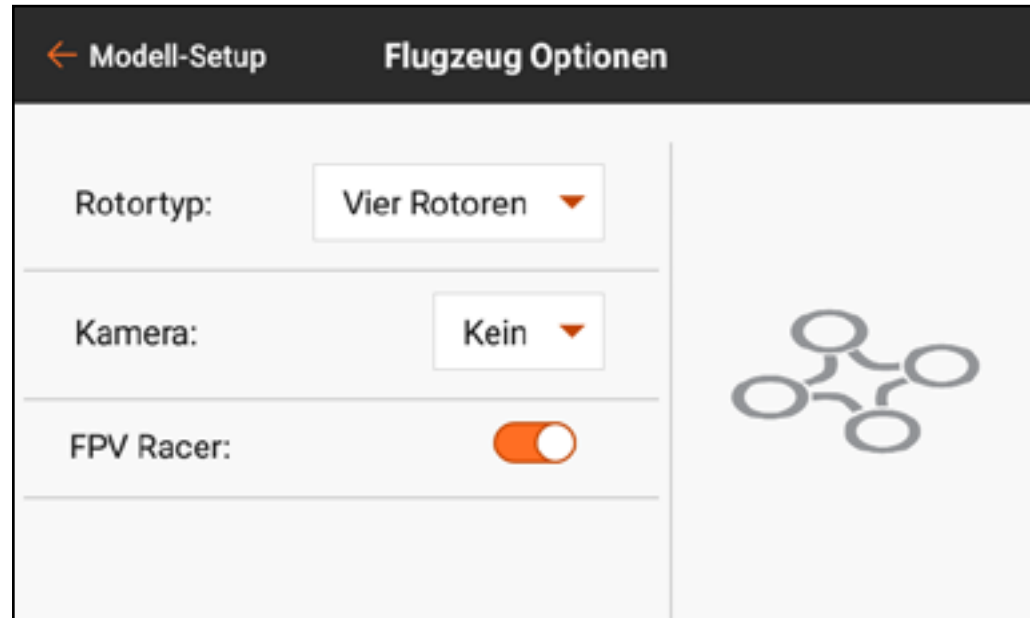 ← Modell-Setup Flugzeug Optionen
Rotortyp: Vier Rotoren
Kamera: Kein
FPV Racer: